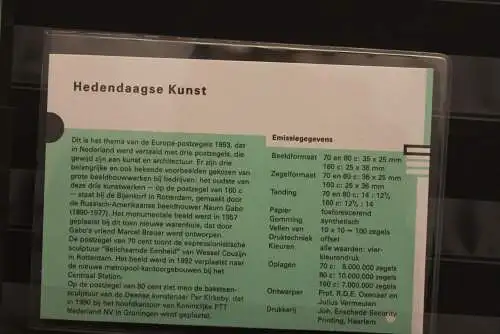 Hedendaagse Kunst
Dit is het thema van de Europa-postzegels 1993, dat
in Nederland werd vertaald met drie postzegels, die
gewijd zijn aan kunst en architectuur. Er zijn drie
belangrijke en ook bekende voorbeelden gekozen van
grote beeldhouwwerken bij bedrijven. het oudste van
deze drie kunstwerken — op de postzegel van 160 c
— staat bij de Bijenkorf in Rotterdam, gemaakt door
de Russisch-Amerikaanse beeldhouwer Naum Gabo
(1890-1977). Het monumentale beeld werd in 1957
geplaatst bij dit toen nieuwe warenhuis, dat door
Gabo's vriend Marcel Breuer werd ontworpen.
De postzegel van 70 cent toont de expressionistische
sculptuur "Belichaamde Eenheid" van Wessel Couzijn
in Rotterdam. Het beeld werd in 1992 verplaatst naar
de nieuwe metropool-kantoorgebouwen bij het
Centraal Station.
Op de postzegel van 80 cent ziet men de baksteen-
sculptuur van de Deense kunstenaar Per Kirkeby, dat
in 1990 bij het hoofdkantoor van Koninklijke PTT
Nederland NV in Groningen werd geplaatst.
Emissiegegevens
Beeldformaat 70 en 80 c: 35 x 25 mm
160 c: 25 x 35 mm
Zegelformaat 70 en 80 c: 36 x 25 mm
160 c: 25 x 36 mm
Tanding 70 en 80 c: 14 : 12¾
160 c: 12¾ : 14
Papier fosforescerend
Gomming synthetisch
Vellen van 10 x 10 = 100 zegels
Druktechniek offset
Kleuren alle waarden: vier-
kleurendruk
Oplagen 70 c: 8.000.000 zegels
80 c: 10.000.000 zegels
160 c: 7.000.000 zegels
Ontwerper Prof. R.D.E. Oxenaar en
Julius Vermeulen
Drukkerij Joh. Enschedé Security
Printing, Haarlem